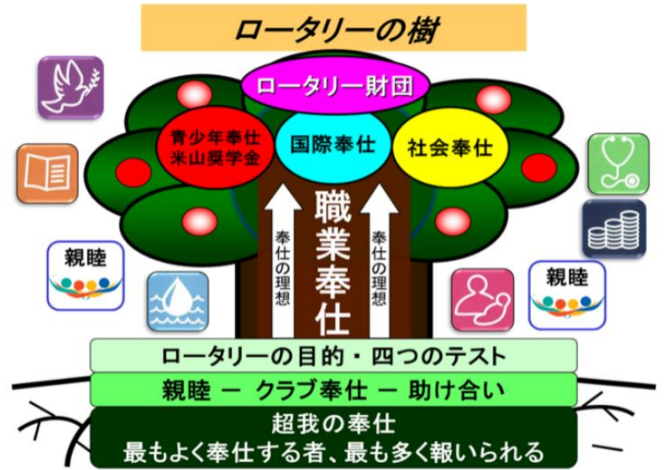 ロータリーの樹
ロータリー財団
青少年奉仕
米山奨学金
国際奉仕
社会奉仕
職業奉仕
奉仕の理想
奉仕の理想
親睦
親睦
ロータリーの目的・四つのテスト
親睦 － クラブ奉仕 － 助け合い
超我の奉仕
最もよく奉仕する者、最も多く報いられる